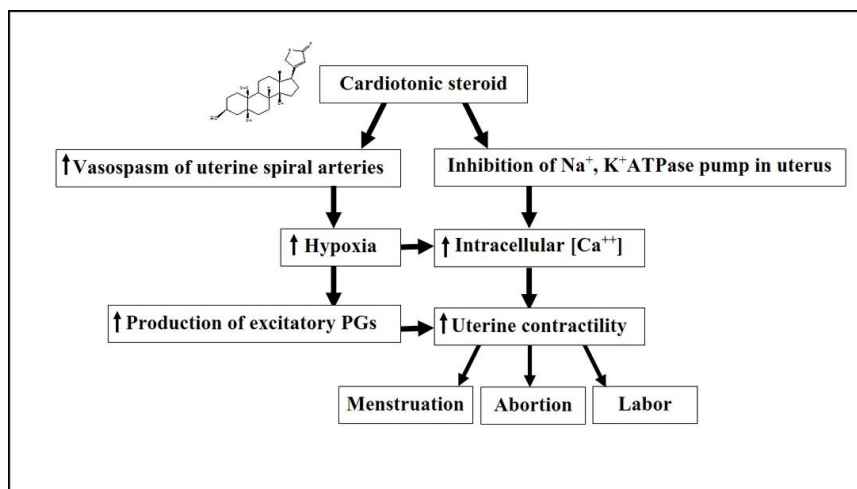 Cardiotonic steroid
↑Vasospasm of uterine spiral arteries
Inhibition of Na⁺, K⁺ATPase pump in uterus
↑ Hypoxia
↑ Intracellular [Ca⁺⁺]
↑ Production of excitatory PGs
↑ Uterine contractility
Menstruation
Abortion
Labor